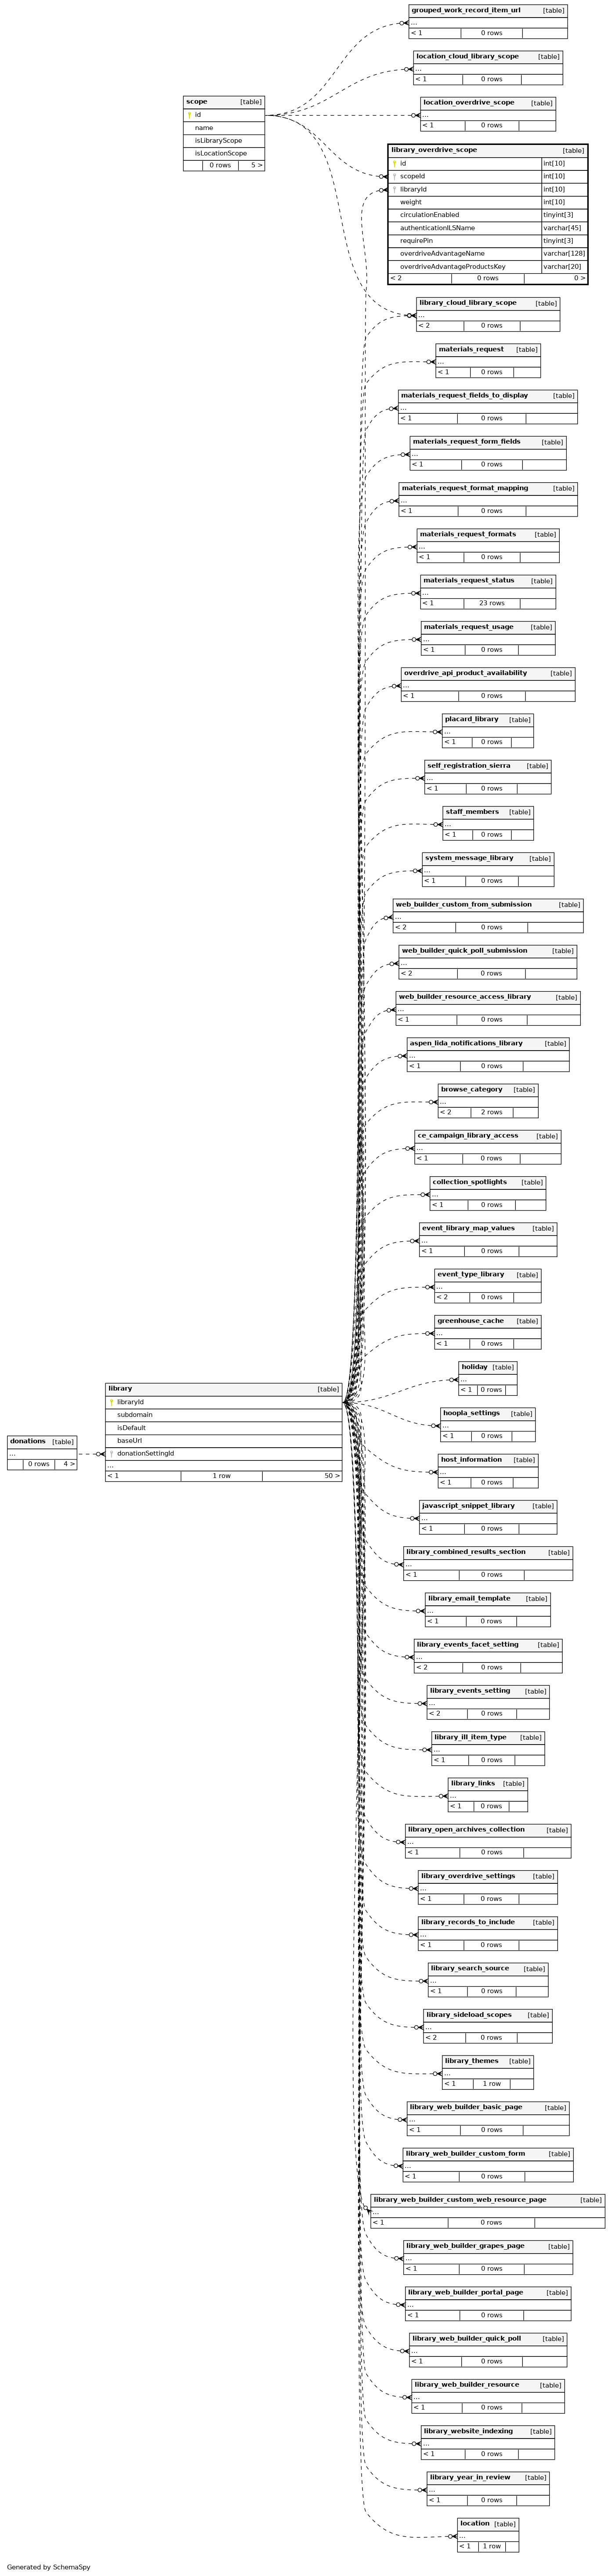 grouped_work_record_item_url [table]
...
< 1 0 rows
location_cloud_library_scope [table]
...
< 1 0 rows
scope [table]
id
name
isLibraryScope
isLocationScope
0 rows 5 >
location_overdrive_scope [table]
...
< 1 0 rows
library_overdrive_scope [table]
id int[10]
scopeId int[10]
libraryId int[10]
weight int[10]
circulationEnabled tinyint[3]
authenticationILSName varchar[45]
requirePin tinyint[3]
overdriveAdvantageName varchar[128]
overdriveAdvantageProductsKey varchar[20]
< 2 0 rows 0 >
library_cloud_library_scope [table]
...
< 2 0 rows
materials_request [table]
...
< 1 0 rows
materials_request_fields_to_display [table]
...
< 1 0 rows
materials_request_form_fields [table]
...
< 1 0 rows
materials_request_format_mapping [table]
...
< 1 0 rows
materials_request_formats [table]
...
< 1 0 rows
materials_request_status [table]
...
< 1 23 rows
materials_request_usage [table]
...
< 1 0 rows
overdrive_api_product_availability [table]
...
< 1 0 rows
placard_library [table]
...
< 1 0 rows
self_registration_sierra [table]
...
< 1 0 rows
staff_members [table]
...
< 1 0 rows
system_message_library [table]
...
< 1 0 rows
web_builder_custom_from_submission [table]
...
< 2 0 rows
web_builder_quick_poll_submission [table]
...
< 2 0 rows
web_builder_resource_access_library [table]
...
< 1 0 rows
aspen_lida_notifications_library [table]
...
< 1 0 rows
browse_category [table]
...
< 2 2 rows
ce_campaign_library_access [table]
...
< 1 0 rows
collection_spotlights [table]
...
< 1 0 rows
event_library_map_values [table]
...
< 1 0 rows
event_type_library [table]
...
< 2 0 rows
greenhouse_cache [table]
...
< 1 0 rows
holiday [table]
...
< 1 0 rows
library [table]
libraryId
subdomain
isDefault
baseUrl
donationSettingId
...
< 1 1 row 50 >
donations [table]
...
0 rows 4 >
hoopla_settings [table]
...
< 1 0 rows
host_information [table]
...
< 1 0 rows
javascript_snippet_library [table]
...
< 1 0 rows
library_combined_results_section [table]
...
< 1 0 rows
library_email_template [table]
...
< 1 0 rows
library_events_facet_setting [table]
...
< 2 0 rows
library_events_setting [table]
...
< 2 0 rows
library_ill_item_type [table]
...
< 1 0 rows
library_links [table]
...
< 1 0 rows
library_open_archives_collection [table]
...
< 1 0 rows
library_overdrive_settings [table]
...
< 1 0 rows
library_records_to_include [table]
...
< 1 0 rows
library_search_source [table]
...
< 1 0 rows
library_sideload_scopes [table]
...
< 2 0 rows
library_themes [table]
...
< 1 1 row
library_web_builder_basic_page [table]
...
< 1 0 rows
library_web_builder_custom_form [table]
...
< 1 0 rows
library_web_builder_custom_web_resource_page [table]
...
< 1 0 rows
library_web_builder_grapes_page [table]
...
< 1 0 rows
library_web_builder_portal_page [table]
...
< 1 0 rows
library_web_builder_quick_poll [table]
...
< 1 0 rows
library_web_builder_resource [table]
...
< 1 0 rows
library_website_indexing [table]
...
< 1 0 rows
library_year_in_review [table]
...
< 1 0 rows
location [table]
...
< 1 1 row
Generated by SchemaSpy